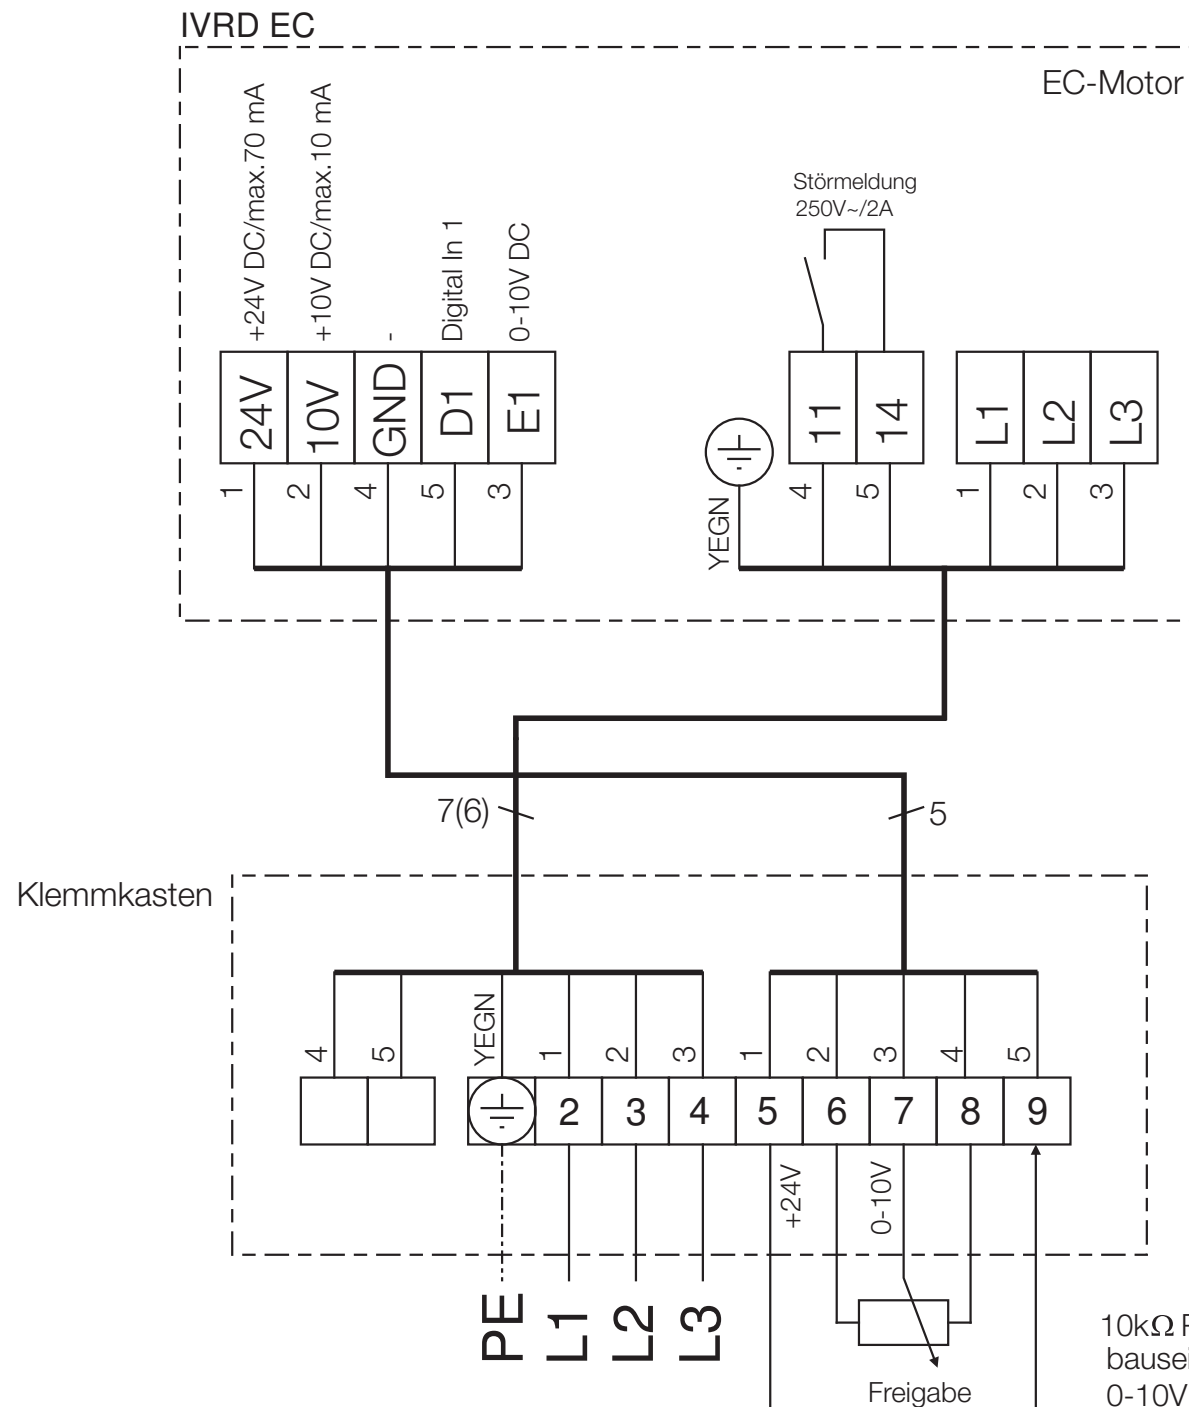 IVRD EC
EC-Motor
+24V DC/max.70 mA
+10V DC/max.10 mA
-
Digital In 1
0-10V DC
Störmeldung
250V~/2A
24V
10V
GND
D1
E1
11
14
L1
L2
L3
1
2
4
5
3
YEGN
4
5
1
2
3
7(6)
5
Klemmkasten
4
5
YEGN
1
2
3
1
2
3
4
5
2
3
4
5
6
7
8
9
+24V
0-10V
PE
L1
L2
L3
10kΩ
0-10V
Freigabe